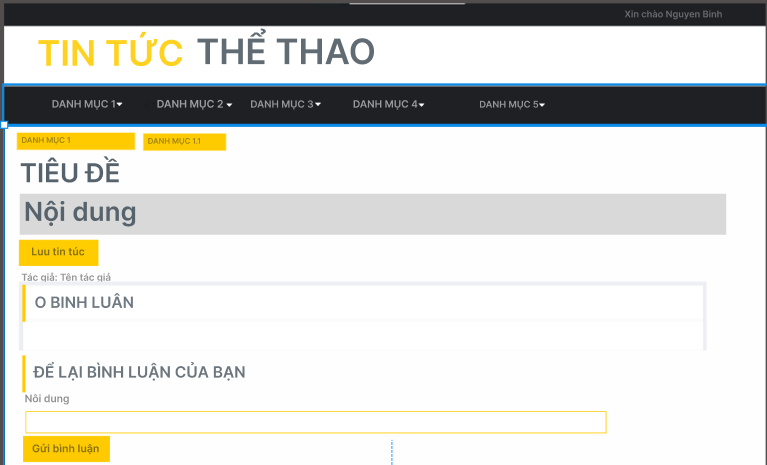 Xin chào Nguyen Binh
TIN TỨC THỂ THAO
DANH MỤC 1 DANH MỤC 2 DANH MỤC 3 DANH MỤC 4 DANH MỤC 5
DANH MỤC 1 DANH MỤC 1.1
TIÊU ĐỀ
Nội dung
Luu tin túc
Tác giả: Tên tác giả
O BINH LUÂN
ĐỂ LẠI BÌNH LUẬN CỦA BẠN
Nôi dung
Gửi bình luận